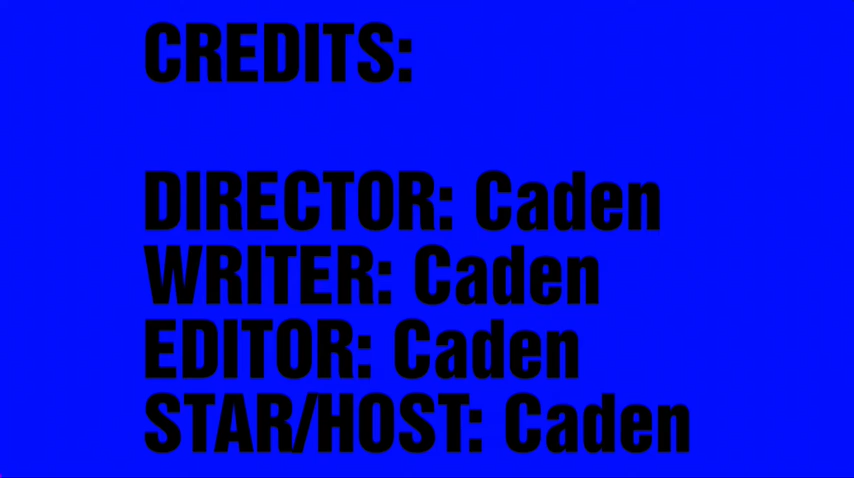 CREDITS:
DIRECTOR: Caden
WRITER: Caden
EDITOR: Caden
STAR/HOST: Caden